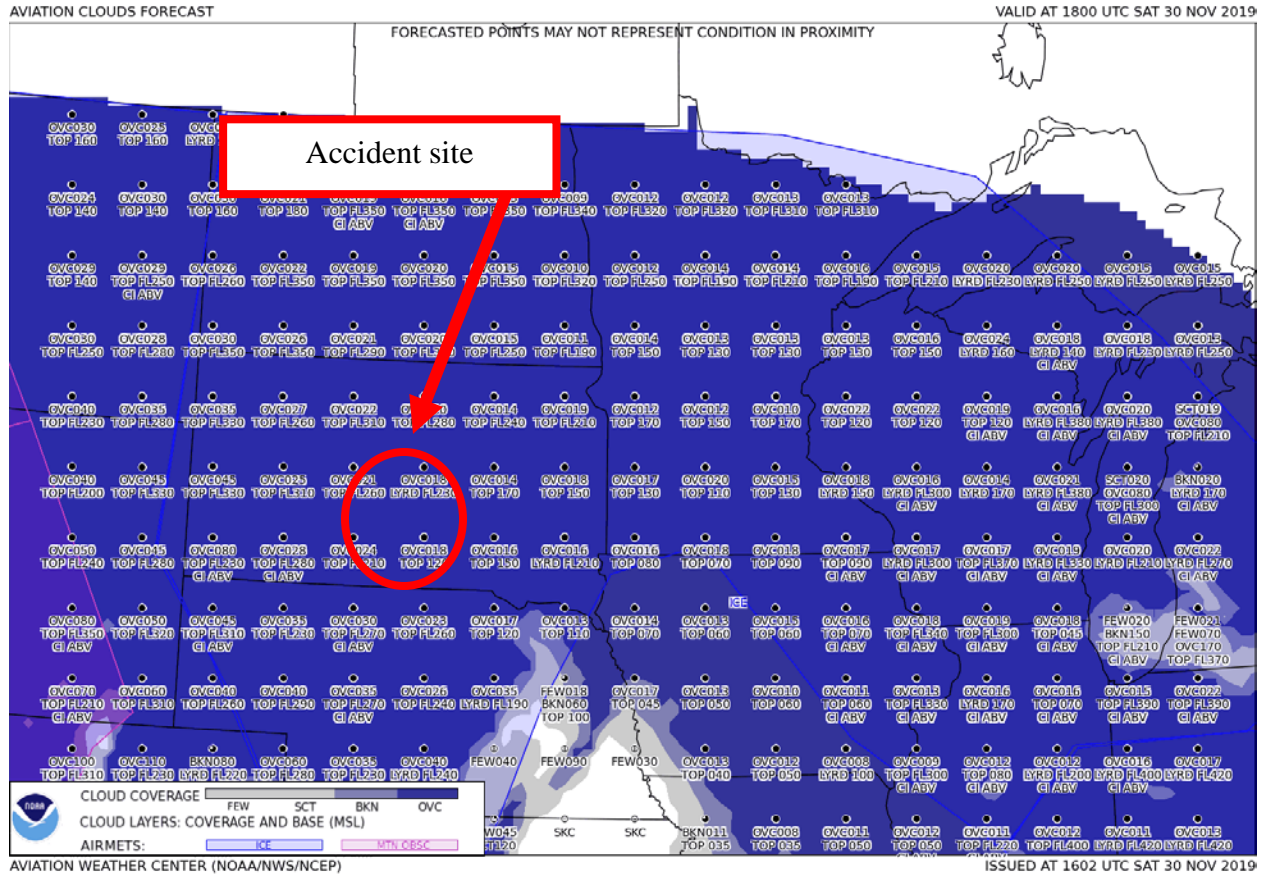 AVIATION CLOUDS FORECAST VALID AT 1800 UTC SAT 30 NOV 2019
FORECASTED POINTS MAY NOT REPRESENT CONDITION IN PROXIMITY
OVC030 OVC025
TOP 160 TOP 160 LYRD
Accident site
OVC024 OVC030 OVC009 OVC012 OVC012 OVC013 OVC013
TOP 140 TOP 140 TOP 160 TOP 180 TOP FL350 TOP FL350 TOP FL340 TOP FL320 TOP FL320 TOP FL310 TOP FL310
CI ABV CI ABV
OVC029 OVC029 OVC026 OVC022 OVC019 OVC020 OVC015 OVC010 OVC012 OVC014 OVC014 OVC016 OVC015 OVC020 OVC020 OVC015 OVC015
TOP 140 TOP FL250 TOP FL260 TOP FL350 TOP FL350 TOP FL350 TOP FL350 TOP FL320 TOP FL250 TOP FL190 TOP FL210 TOP FL190 TOP FL210 LYRD FL230 LYRD FL250 LYRD FL250 LYRD FL250
CI ABV
OVC030 OVC028 OVC030 OVC026 OVC021 OVC015 OVC011 OVC014 OVC013 OVC013 OVC013 OVC016 OVC024 OVC018 OVC018 OVC013
TOP FL250 TOP FL280 TOP FL350 TOP FL350 TOP FL290 TOP FL250 TOP FL190 TOP 150 TOP 130 TOP 130 TOP 130 TOP 150 LYRD 160 LYRD 140 LYRD FL230 LYRD FL250
CI ABV
OVC040 OVC035 OVC035 OVC027 OVC022 OVC014 OVC019 OVC012 OVC012 OVC010 OVC022 OVC022 OVC019 OVC016 OVC020 SCT019
TOP FL230 TOP FL280 TOP FL330 TOP FL260 TOP FL310 TOP FL280 TOP FL240 TOP FL210 TOP 170 TOP 150 TOP 170 TOP 120 TOP 120 TOP 120 LYRD FL380 LYRD FL380 OVC080
CI ABV CI ABV CI ABV TOP FL210
OVC040 OVC045 OVC045 OVC025 OVC018 OVC014 OVC018 OVC017 OVC020 OVC015 OVC018 OVC016 OVC014 OVC021 SCT020 BKN020
TOP FL200 TOP FL330 TOP FL330 TOP FL310 TOP FL260 LYRD FL230 TOP 170 TOP 150 TOP 130 TOP 110 TOP 130 LYRD 150 LYRD FL300 LYRD 170 LYRD FL380 OVC080 LYRD 170
CI ABV CI ABV TOP FL300 CI ABV
CI ABV
OVC050 OVC045 OVC080 OVC028 OVC024 OVC018 OVC016 OVC016 OVC016 OVC018 OVC018 OVC017 OVC017 OVC017 OVC019 OVC020 OVC022
TOP FL240 TOP FL280 TOP FL230 TOP FL280 TOP FL210 TOP 120 TOP 150 LYRD FL210 TOP 080 TOP 070 TOP 090 TOP 090 LYRD FL300 TOP FL370 LYRD FL330 LYRD FL210 LYRD FL270
CI ABV CI ABV CI ABV CI ABV CI ABV CI ABV CI ABV
ICE
OVC080 OVC050 OVC045 OVC035 OVC030 OVC023 OVC017 OVC013 OVC014 OVC013 OVC015 OVC016 OVC018 OVC019 OVC018 FEW020 FEW021
TOP FL350 TOP FL320 TOP FL310 TOP FL230 TOP FL270 TOP FL260 TOP 120 TOP 110 TOP 070 TOP 060 TOP 060 TOP 070 TOP FL340 TOP FL300 TOP 045 BKN150 FEW070
CI ABV CI ABV CI ABV CI ABV CI ABV CI ABV CI ABV TOP FL210 OVC170
CI ABV TOP FL370
OVC070 OVC060 OVC040 OVC040 OVC035 OVC026 OVC035 FEW018 OVC017 OVC013 OVC010 OVC011 OVC013 OVC016 OVC016 OVC015 OVC022
TOP FL210 TOP FL310 TOP FL260 TOP FL290 TOP FL270 TOP FL240 LYRD FL190 BKN060 TOP 045 TOP 050 TOP 060 TOP 060 TOP FL330 LYRD 170 TOP 070 TOP FL390 TOP FL390
CI ABV CI ABV TOP 100 CI ABV CI ABV CI ABV CI ABV CI ABV CI ABV
OVC100 OVC110 BKN080 OVC060 OVC035 OVC040 FEW040 FEW090 FEW030 OVC013 OVC012 OVC008 OVC009 OVC012 OVC012 OVC016 OVC017
TOP FL310 TOP FL230 LYRD FL220 TOP FL280 TOP FL230 LYRD FL240 TOP 040 TOP 050 LYRD 100 TOP FL300 TOP 080 LYRD FL200 LYRD FL400 LYRD FL420
CI ABV CI ABV CI ABV CI ABV
NOAA
CLOUD COVERAGE
FEW SCT BKN OVC
CLOUD LAYERS: COVERAGE AND BASE (MSL)
AIRMETS: ICE MTN OBSC
SKC SKC BKN011 OVC008 OVC011 OVC012 OVC011 OVC012 OVC011 OVC013
TOP 035 TOP 035 TOP 050 TOP 050 TOP FL220 TOP FL400 LYRD FL420 LYRD FL420
AVIATION WEATHER CENTER (NOAA/NWS/NCEP) ISSUED AT 1602 UTC SAT 30 NOV 2019